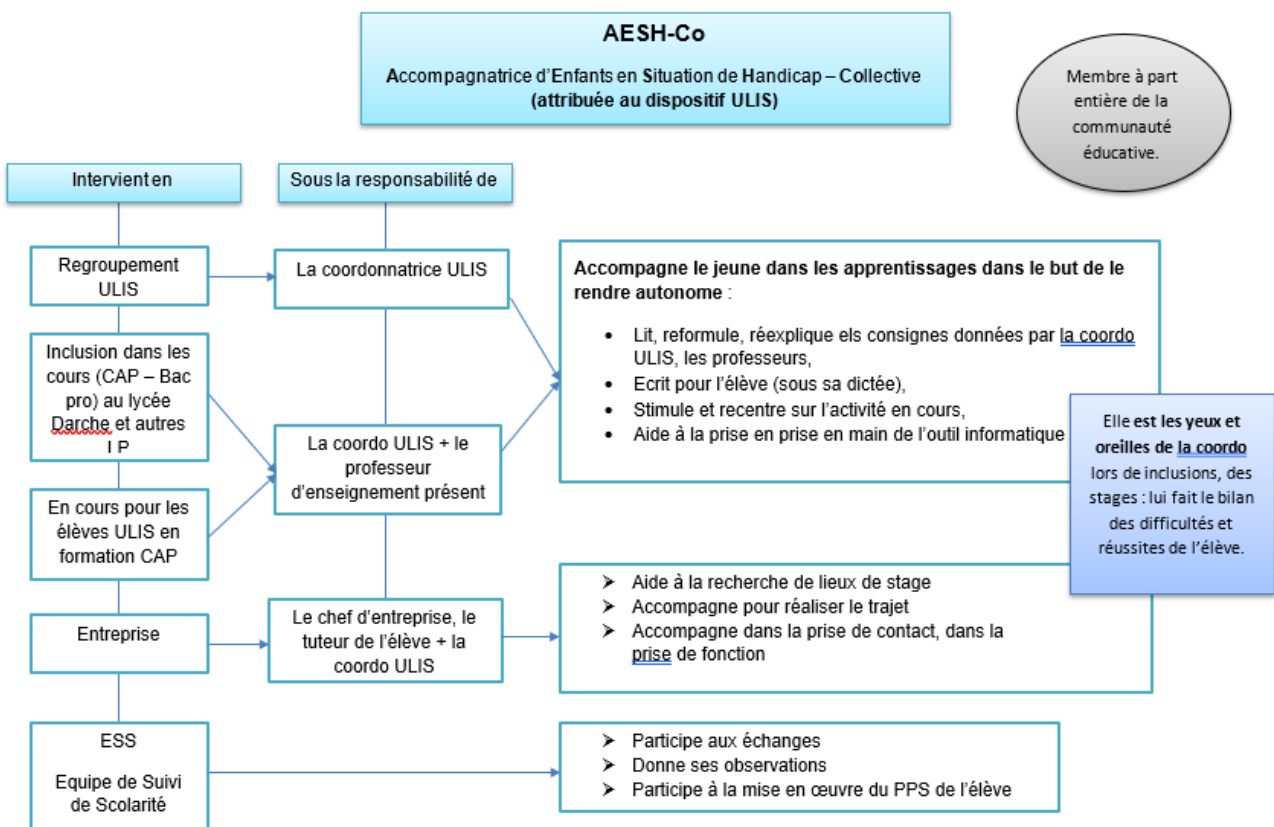 AESH-Co
Accompagnatrice d'Enfants en Situation de Handicap – Collective
(attribuée au dispositif ULIS)
Membre à part
entière de la
communauté
éducative.
Intervient en
Sous la responsabilité de
Regroupement
ULIS
La coordonnatrice ULIS
Inclusion dans les
cours (CAP – Bac
pro) au lycée
Darche et autres
La coordo ULIS + le
professeur
d'enseignement présent
En cours pour les
élèves ULIS en
formation CAP
Accompagne le jeune dans les apprentissages dans le but de le
rendre autonome :
• Lit, reformule, réexplique els consignes données par la coordo
ULIS, les professeurs,
• Ecrit pour l'élève (sous sa dictée),
• Stimule et recentre sur l'activité en cours,
• Aide à la prise en prise en main de l'outil informatique
Elle est les yeux et
oreilles de la coordo
lors de inclusions, des
stages : lui fait le bilan
des difficultés et
réussites de l'élève.
Entreprise
Le chef d'entreprise, le
tuteur de l'élève + la
coordo ULIS
➤ Aide à la recherche de lieux de stage
➤ Accompagne pour réaliser le trajet
➤ Accompagne dans la prise de contact, dans la
prise de fonction
ESS
Equipe de Suivi
de Scolarité
➤ Participe aux échanges
➤ Donne ses observations
➤ Participe à la mise en œuvre du PPS de l'élève